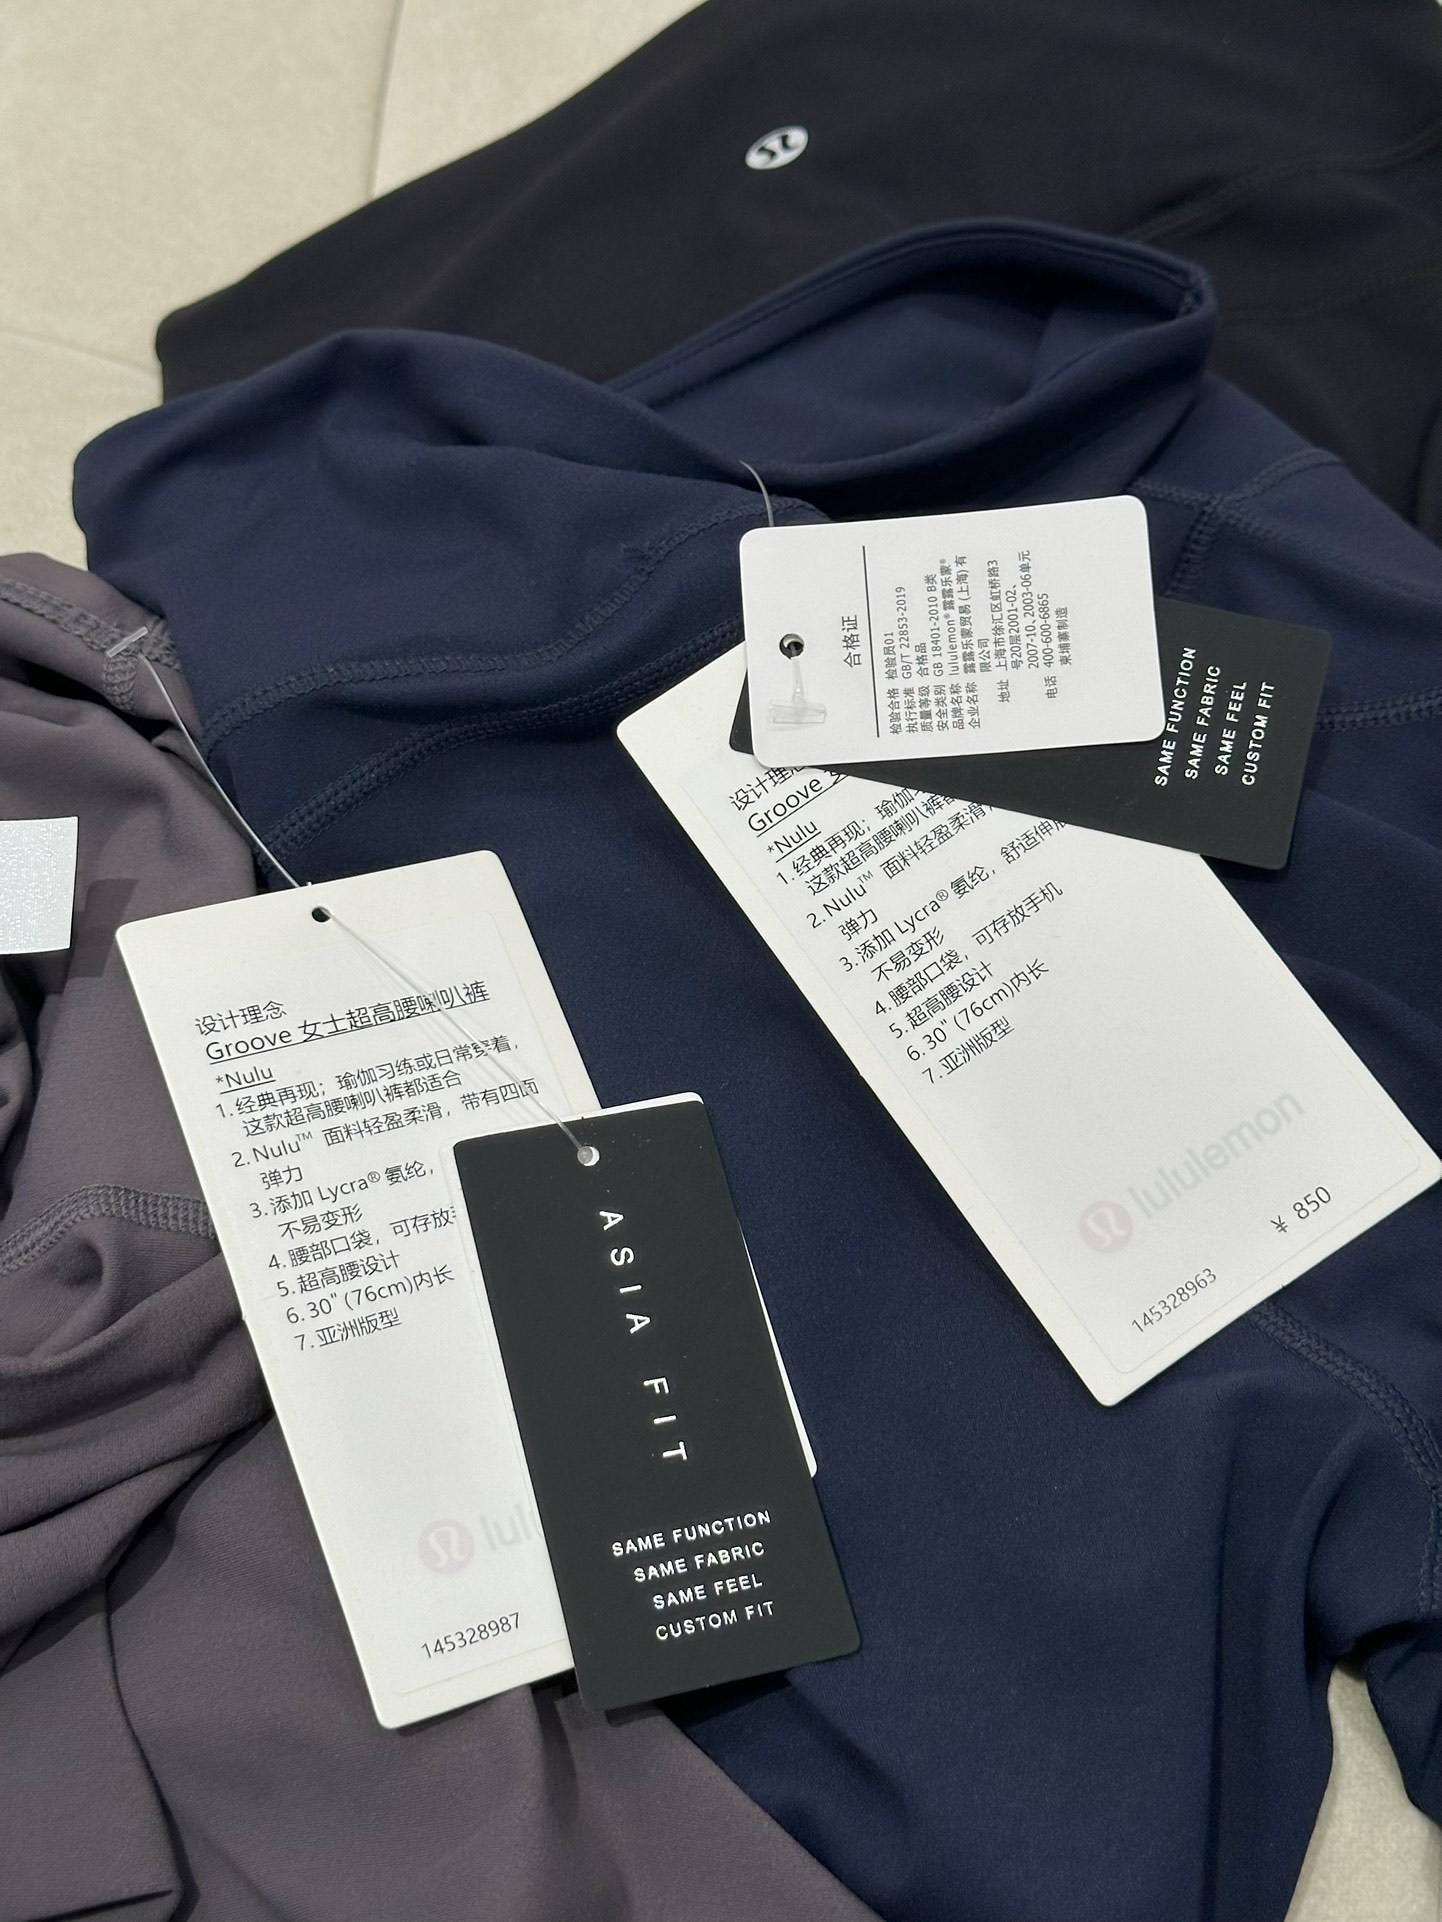 合格证
检验合格 检验员01
执行标准 GB/T 22853-2019
质量等级 合格品
安全类别 GB 18401-2010 B类
品牌名称 lululemon® 露露乐蒙®
企业名称 露露乐蒙贸易 (上海) 有
限公司
地址 上海市徐汇区虹桥路3
号20层2001-02、
2007-10、2003-06单元
电话 400-600-6865
柬埔寨制造
SAME FUNCTION
SAME FABRIC
SAME FEEL
CUSTOM FIT
设计理
Groove
*Nulu
1. 经典再现；瑜伽
这款超高腰喇叭裤
2. Nulu™ 面料轻盈柔滑
弹力
3. 添加 Lycra® 氨纶，舒适伸
不易变形
4. 腰部口袋，可存放手机
5. 超高腰设计
6. 30" (76cm)内长
7. 亚洲版型
lululemon
¥ 850
145328963
设计理念
Groove 女士超高腰喇叭裤
*Nulu
1. 经典再现；瑜伽习练或日常穿着，
这款超高腰喇叭裤都适合
2. Nulu™ 面料轻盈柔滑，带有四面
弹力
3. 添加 Lycra® 氨纶，
不易变形
4. 腰部口袋，可存放
5. 超高腰设计
6. 30" (76cm)内长
7. 亚洲版型
lul
145328987
ASIA FIT
SAME FUNCTION
SAME FABRIC
SAME FEEL
CUSTOM FIT